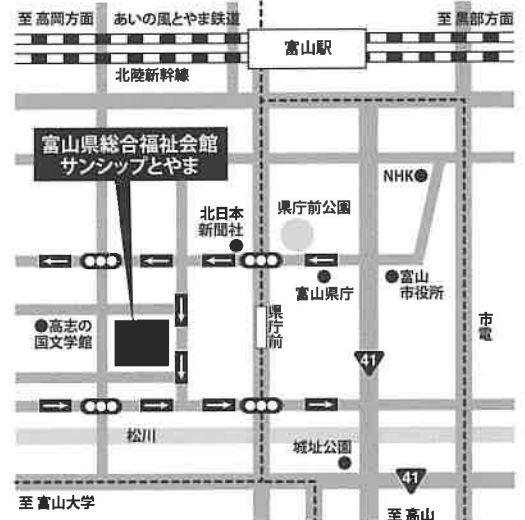 至 高岡方面
あいの風とやま鉄道
至 黒部方面
富山駅
北陸新幹線
富山県総合福祉会館
サンシップとやま
NHK
北日本
新聞社
県庁前公園
富山県庁
富山
市役所
高志の
国文学館
県庁前
市電
41
松川
城址公園
41
至 富山大学
至 高山